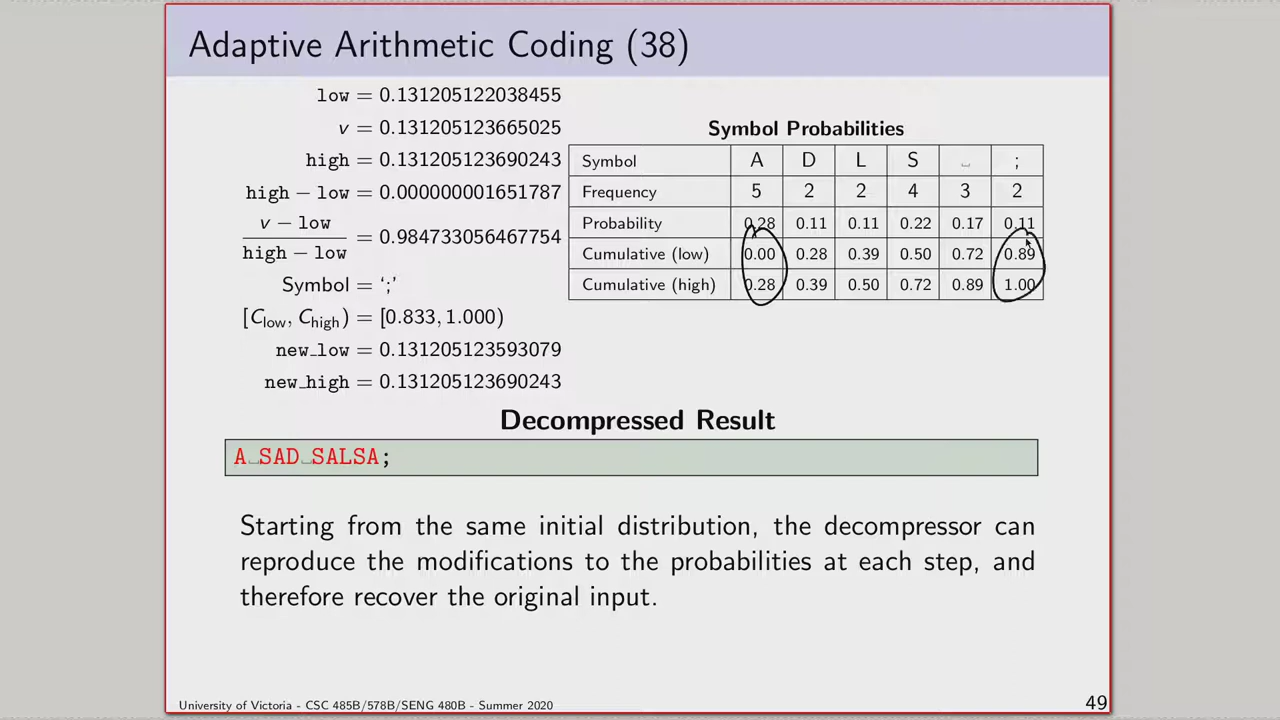 Adaptive Arithmetic Coding (38)
low = 0.131205122038455
v = 0.131205123665025
high = 0.131205123690243
high − low = 0.000000001651787
v − low
high − low
= 0.984733056467754
Symbol = ‘;’
[Clow, Chigh) = [0.833, 1.000)
new_low = 0.131205123593079
new_high = 0.131205123690243
Symbol Probabilities
Symbol A D L S ␣ ;
Frequency 5 2 2 4 3 2
Probability 0.28 0.11 0.11 0.22 0.17 0.11
Cumulative (low) 0.00 0.28 0.39 0.50 0.72 0.89
Cumulative (high) 0.28 0.39 0.50 0.72 0.89 1.00
Decompressed Result
A␣SAD␣SALSA;
Starting from the same initial distribution, the decompressor can
reproduce the modifications to the probabilities at each step, and
therefore recover the original input.
University of Victoria - CSC 485B/578B/SENG 480B - Summer 2020
49